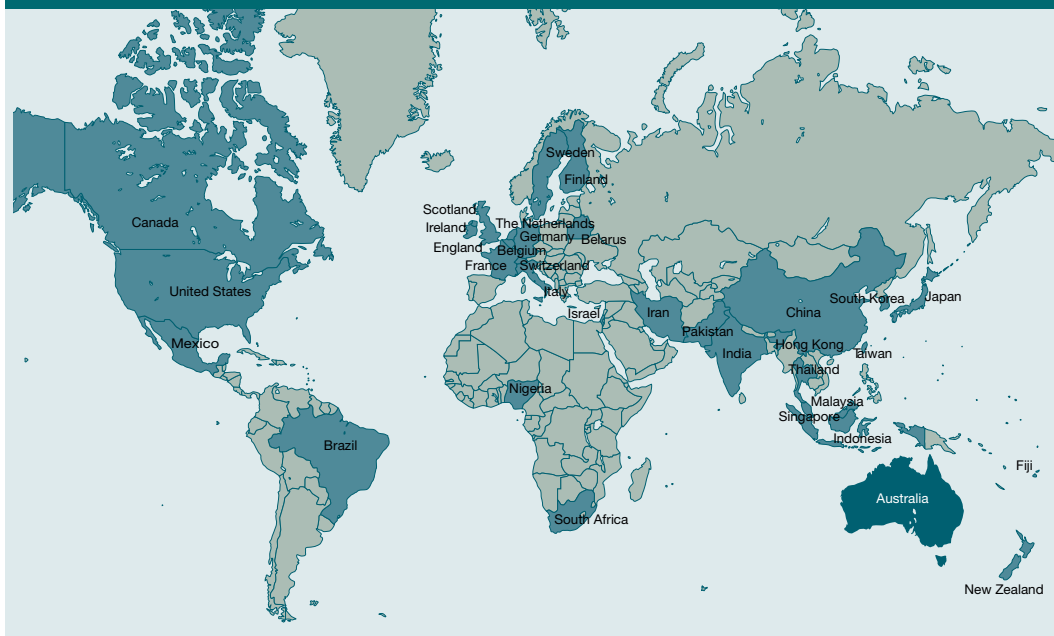 Sweden
Finland
Scotland
Canada
The Netherlands
Ireland
Germany
Belarus
England
Belgium
France
Switzerland
United States
Italy
South Korea
Japan
Israel
Iran
China
Pakistan
Mexico
Hong Kong
India
Taiwan
Thailand
Nigeria
Malaysia
Singapore
Indonesia
Brazil
Fiji
Australia
South Africa
New Zealand